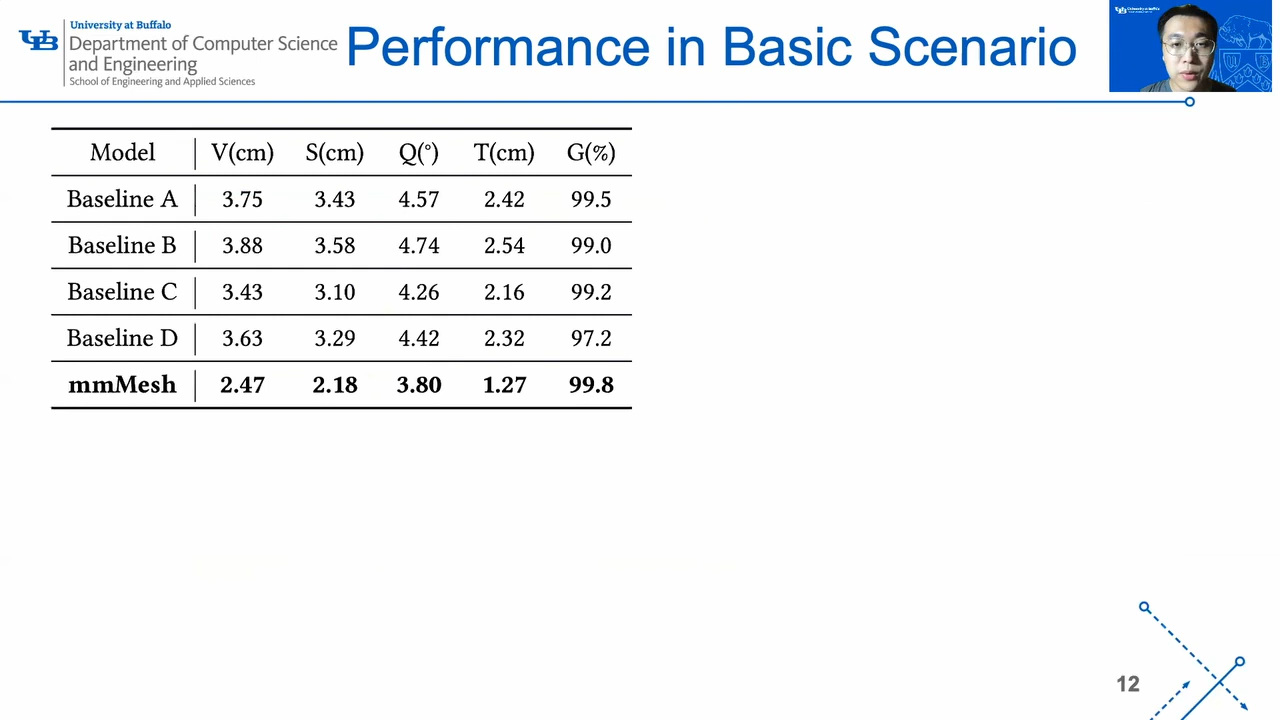 University at Buffalo
Department of Computer Science
and Engineering
School of Engineering and Applied Sciences
Performance in Basic Scenario
Model V(cm) S(cm) Q(°) T(cm) G(%)
Baseline A 3.75 3.43 4.57 2.42 99.5
Baseline B 3.88 3.58 4.74 2.54 99.0
Baseline C 3.43 3.10 4.26 2.16 99.2
Baseline D 3.63 3.29 4.42 2.32 97.2
mmMesh 2.47 2.18 3.80 1.27 99.8
12